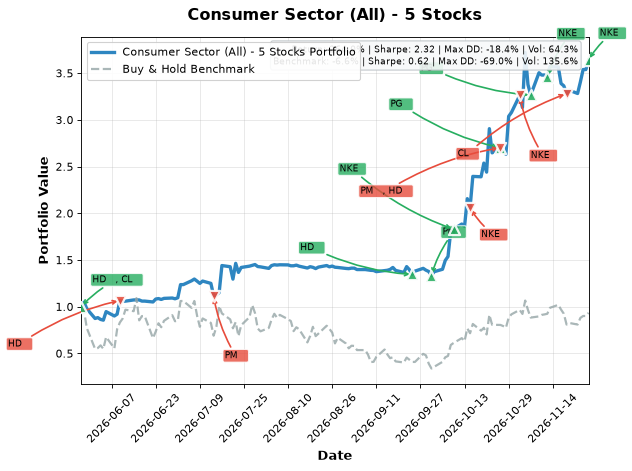 Consumer Sector (All) - 5 Stocks
NKE
NKE
Consumer Sector (All) - 5 Stocks Portfolio
% | Sharpe: 2.32 | Max DD: -18.4% | Vol: 64.3%
Buy & Hold Benchmark
Benchmark: -6.6% | Sharpe: 0.62 | Max DD: -69.0% | Vol: 135.6%
3.5
PG
3.0
CL
NKE
2.5
NKE
PM , HD
2.0
NKE
HD
1.5
HD , CL
1.0
HD
PM
0.5
Portfolio Value
2026-06-07
2026-06-23
2026-07-09
2026-07-25
2026-08-10
2026-08-26
2026-09-11
2026-09-27
2026-10-13
2026-10-29
2026-11-14
Date